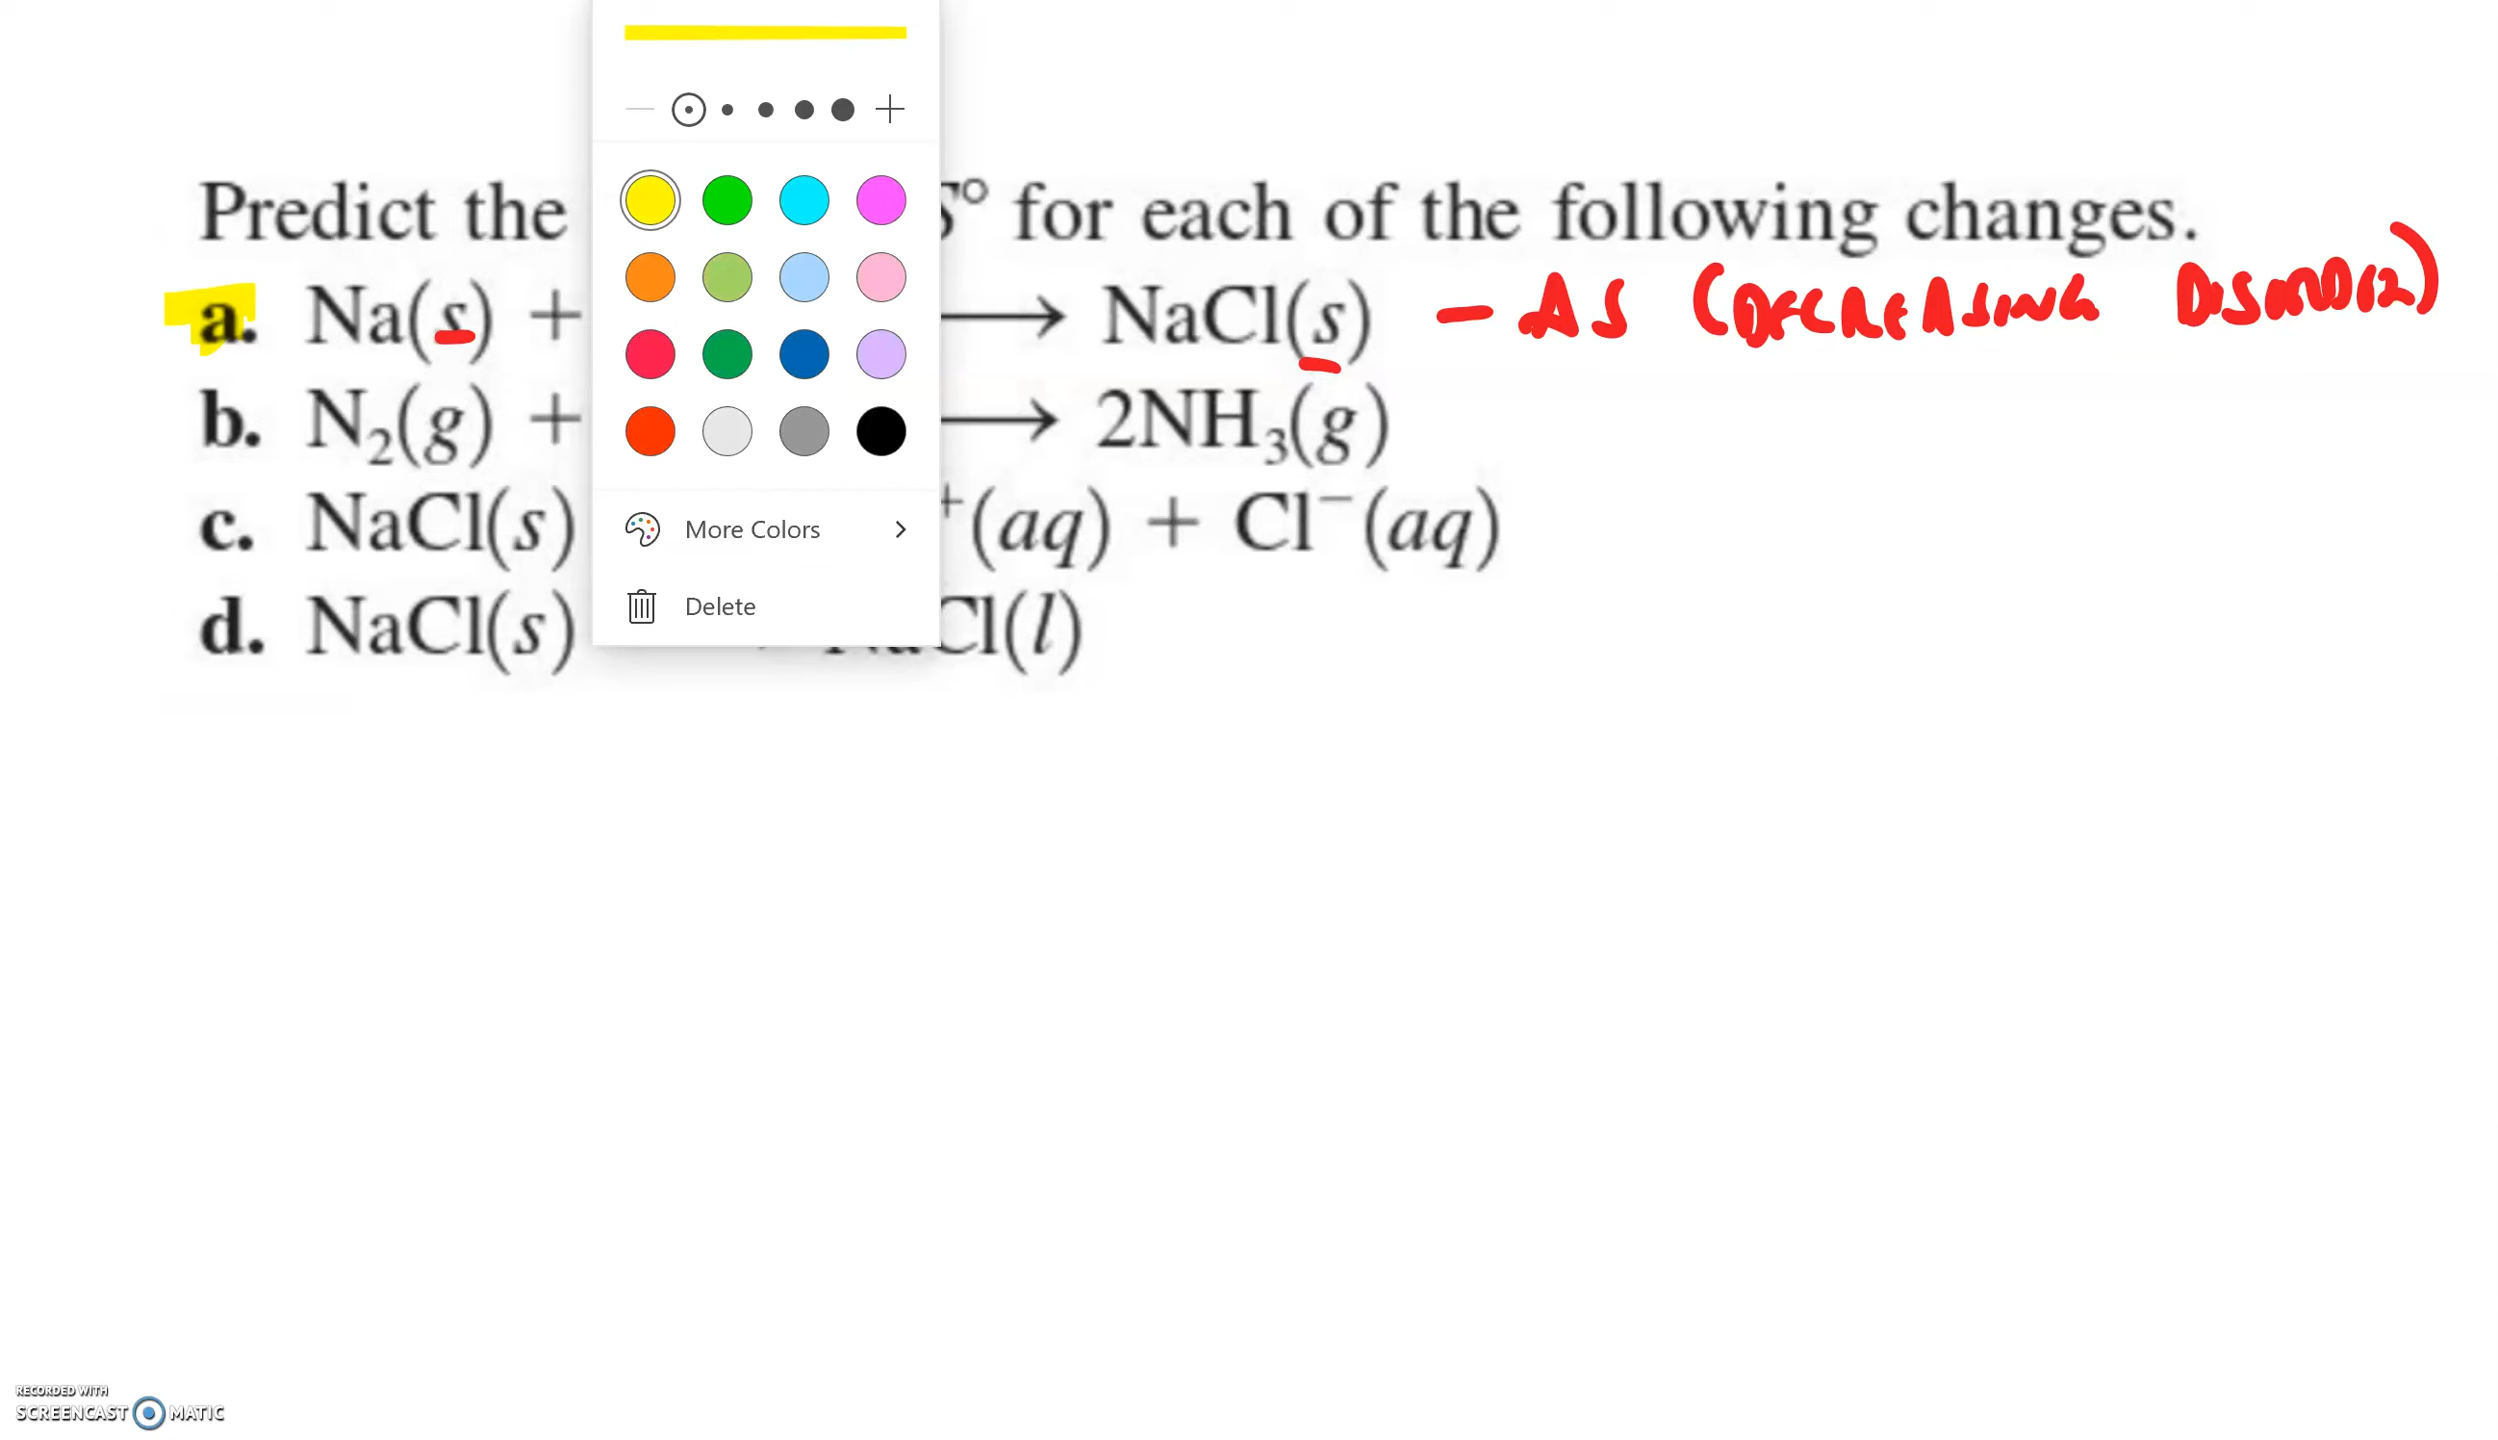 Predict the S° for each of the following changes.
a. Na(s) + ⟶ NaCl(s) - ΔS (DECREASING DISORDER)
b. N₂(g) + ⟶ 2NH₃(g)
c. NaCl(s) ⁺(aq) + Cl⁻(aq)
d. NaCl(s) Cl(l)
More Colors
Delete
RECORDED WITH
SCREENCAST MATIC